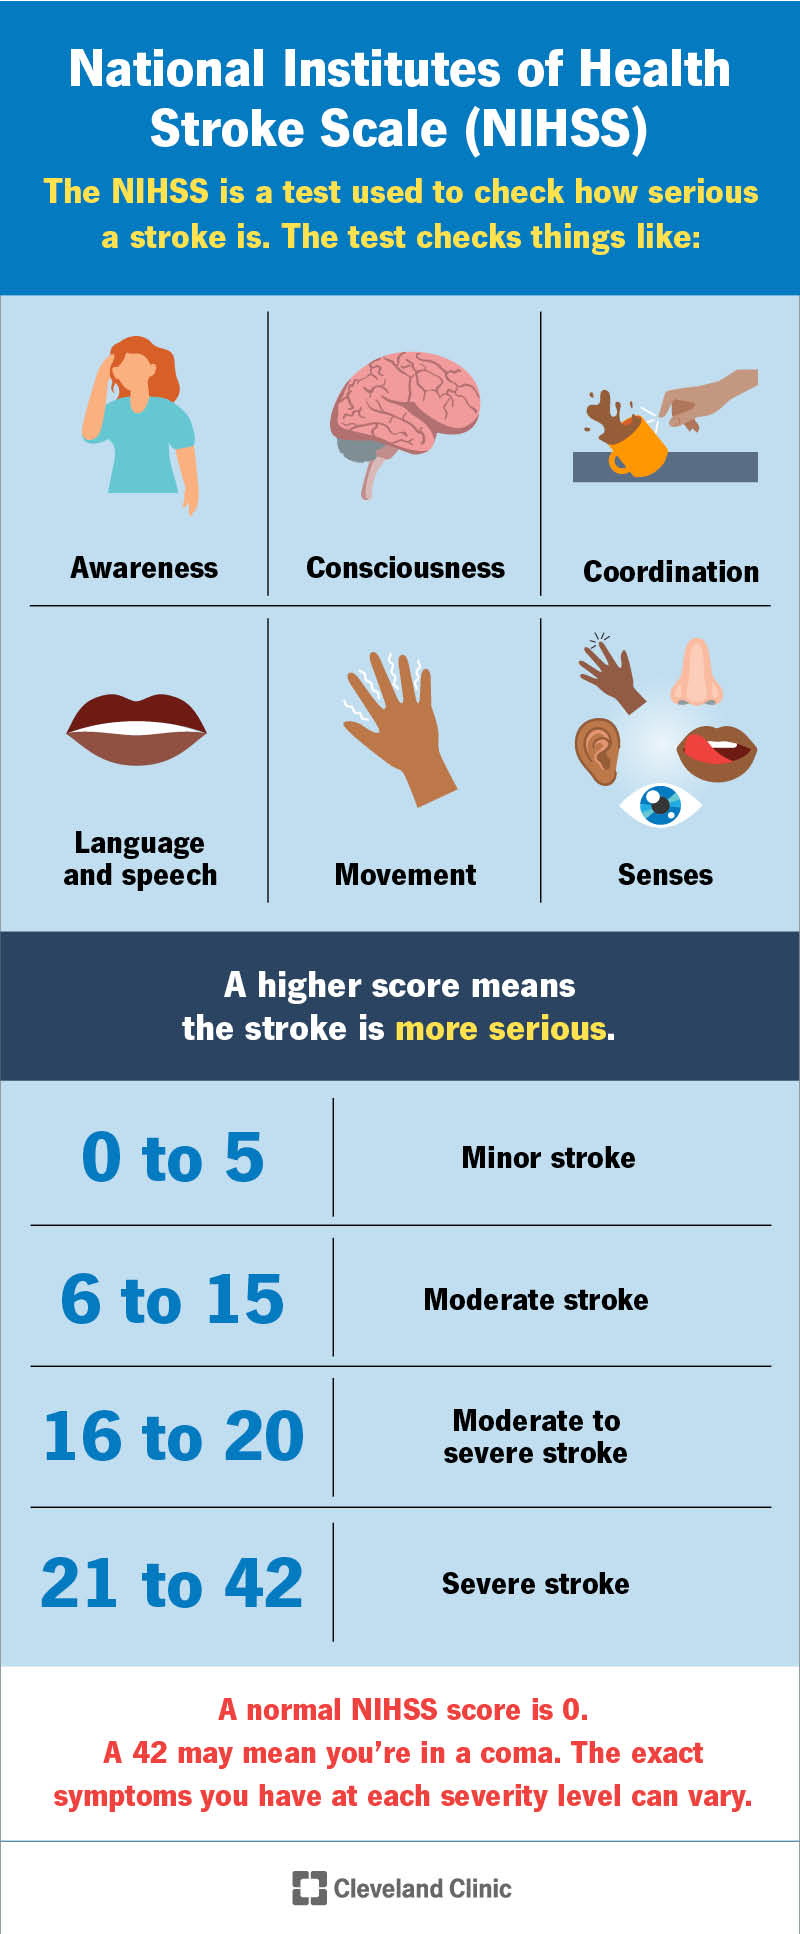 National Institutes of Health
Stroke Scale (NIHSS)
The NIHSS is a test used to check how serious
a stroke is. The test checks things like:
Awareness
Consciousness
Coordination
Language
and speech
Movement
Senses
A higher score means
the stroke is more serious.
0 to 5
Minor stroke
6 to 15
Moderate stroke
16 to 20
Moderate to
severe stroke
21 to 42
Severe stroke
A normal NIHSS score is 0.
A 42 may mean you’re in a coma. The exact
symptoms you have at each severity level can vary.
Cleveland Clinic